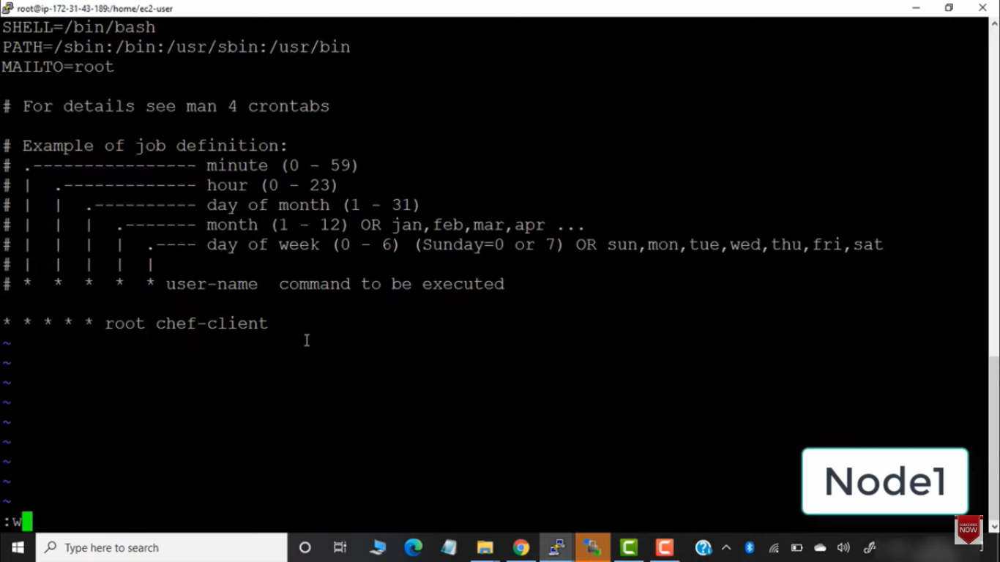 root@ip-172-31-43-189:/home/ec2-user
SHELL=/bin/bash
PATH=/sbin:/bin:/usr/sbin:/usr/bin
MAILTO=root
# For details see man 4 crontabs
# Example of job definition:
# .---------------- minute (0 - 59)
# |  .------------- hour (0 - 23)
# |  |  .---------- day of month (1 - 31)
# |  |  |  .------- month (1 - 12) OR jan,feb,mar,apr ...
# |  |  |  |  .---- day of week (0 - 6) (Sunday=0 or 7) OR sun,mon,tue,wed,thu,fri,sat
# |  |  |  |  |
# *  *  *  *  * user-name  command to be executed
* * * * * root chef-client
~
~
~
~
~
~
~
~
~
:w
Node1
SUBSCRIBE
NOW
Type here to search